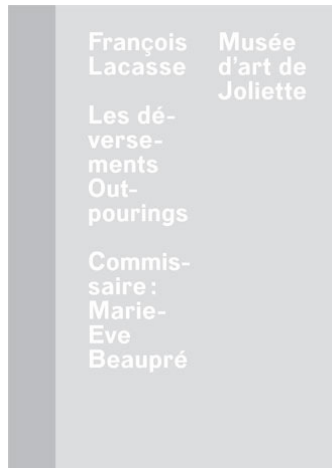 François
Lacasse
Les dé-
verse-
ments
Out-
pourings
Commis-
saire :
Marie-
Eve
Beaupré
Musée
d'art de
Joliette